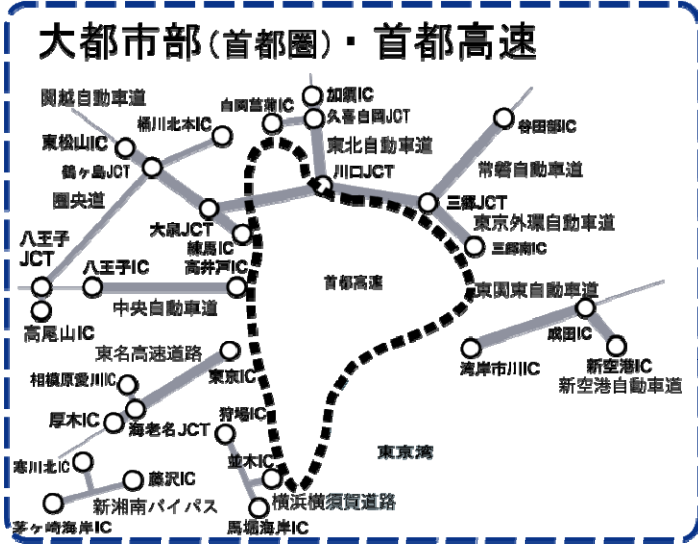 大都市部(首都圏)・首都高速
関越自動車道
加須IC
白岡菖蒲IC
久喜白岡JCT
桶川北本IC
谷田部IC
東松山IC
東北自動車道
鶴ヶ島JCT
川口JCT
常磐自動車道
圏央道
三郷JCT
大泉JCT
東京外環自動車道
八王子
JCT
練馬IC
三郷南IC
八王子IC
高井戸IC
首都高速
東関東自動車道
中央自動車道
高尾山IC
成田IC
東名高速道路
湾岸市川IC
新空港IC
東京IC
新空港自動車道
相模原愛川IC
厚木IC
海老名JCT
狩場IC
東京湾
寒川北IC
並木IC
藤沢IC
新湘南バイパス
横浜横須賀道路
茅ヶ崎海岸IC
馬堀海岸IC